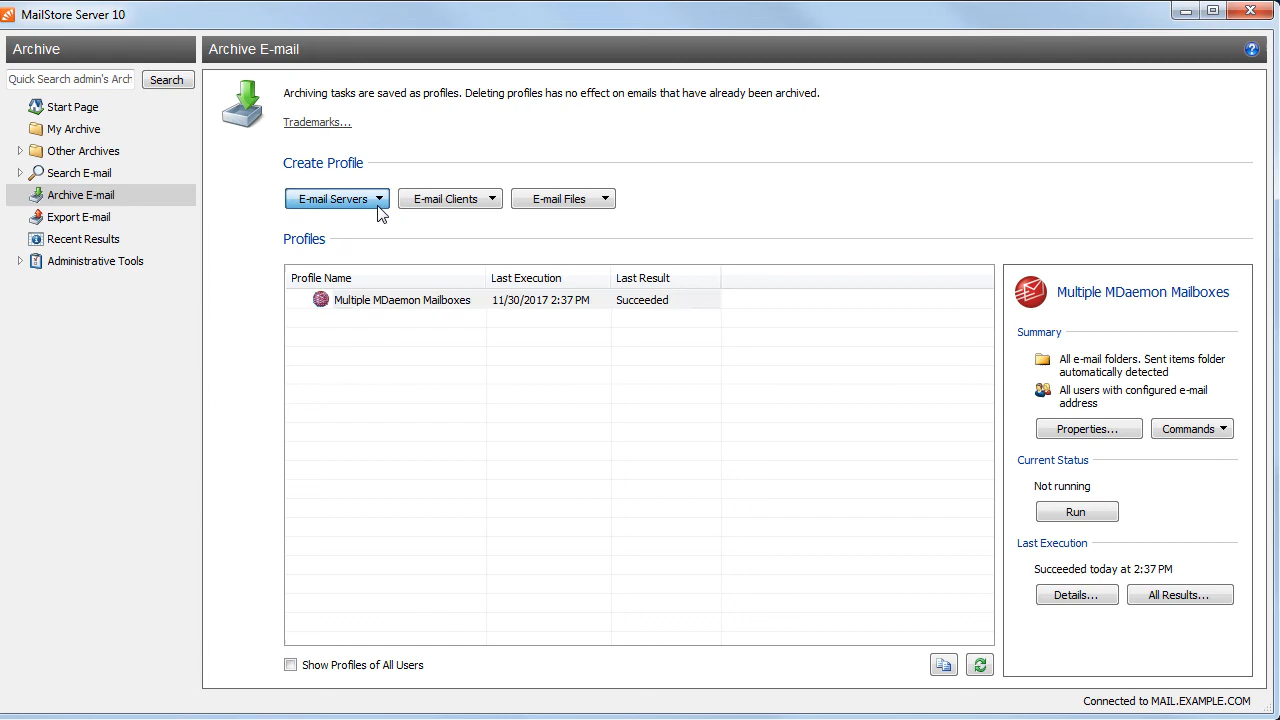 MailStore Server 10
Archive
Archive E-mail
Quick Search admin's Arch
Search
Start Page
My Archive
Other Archives
Search E-mail
Archive E-mail
Export E-mail
Recent Results
Administrative Tools
Archiving tasks are saved as profiles. Deleting profiles has no effect on emails that have already been archived.
Trademarks...
Create Profile
E-mail Servers
E-mail Clients
E-mail Files
Profiles
Profile Name
Last Execution
Last Result
Multiple MDaemon Mailboxes
11/30/2017 2:37 PM
Succeeded
Show Profiles of All Users
Multiple MDaemon Mailboxes
Summary
All e-mail folders. Sent items folder
automatically detected
All users with configured e-mail
address
Properties...
Commands
Current Status
Not running
Run
Last Execution
Succeeded today at 2:37 PM
Details...
All Results...
Connected to MAIL.EXAMPLE.COM